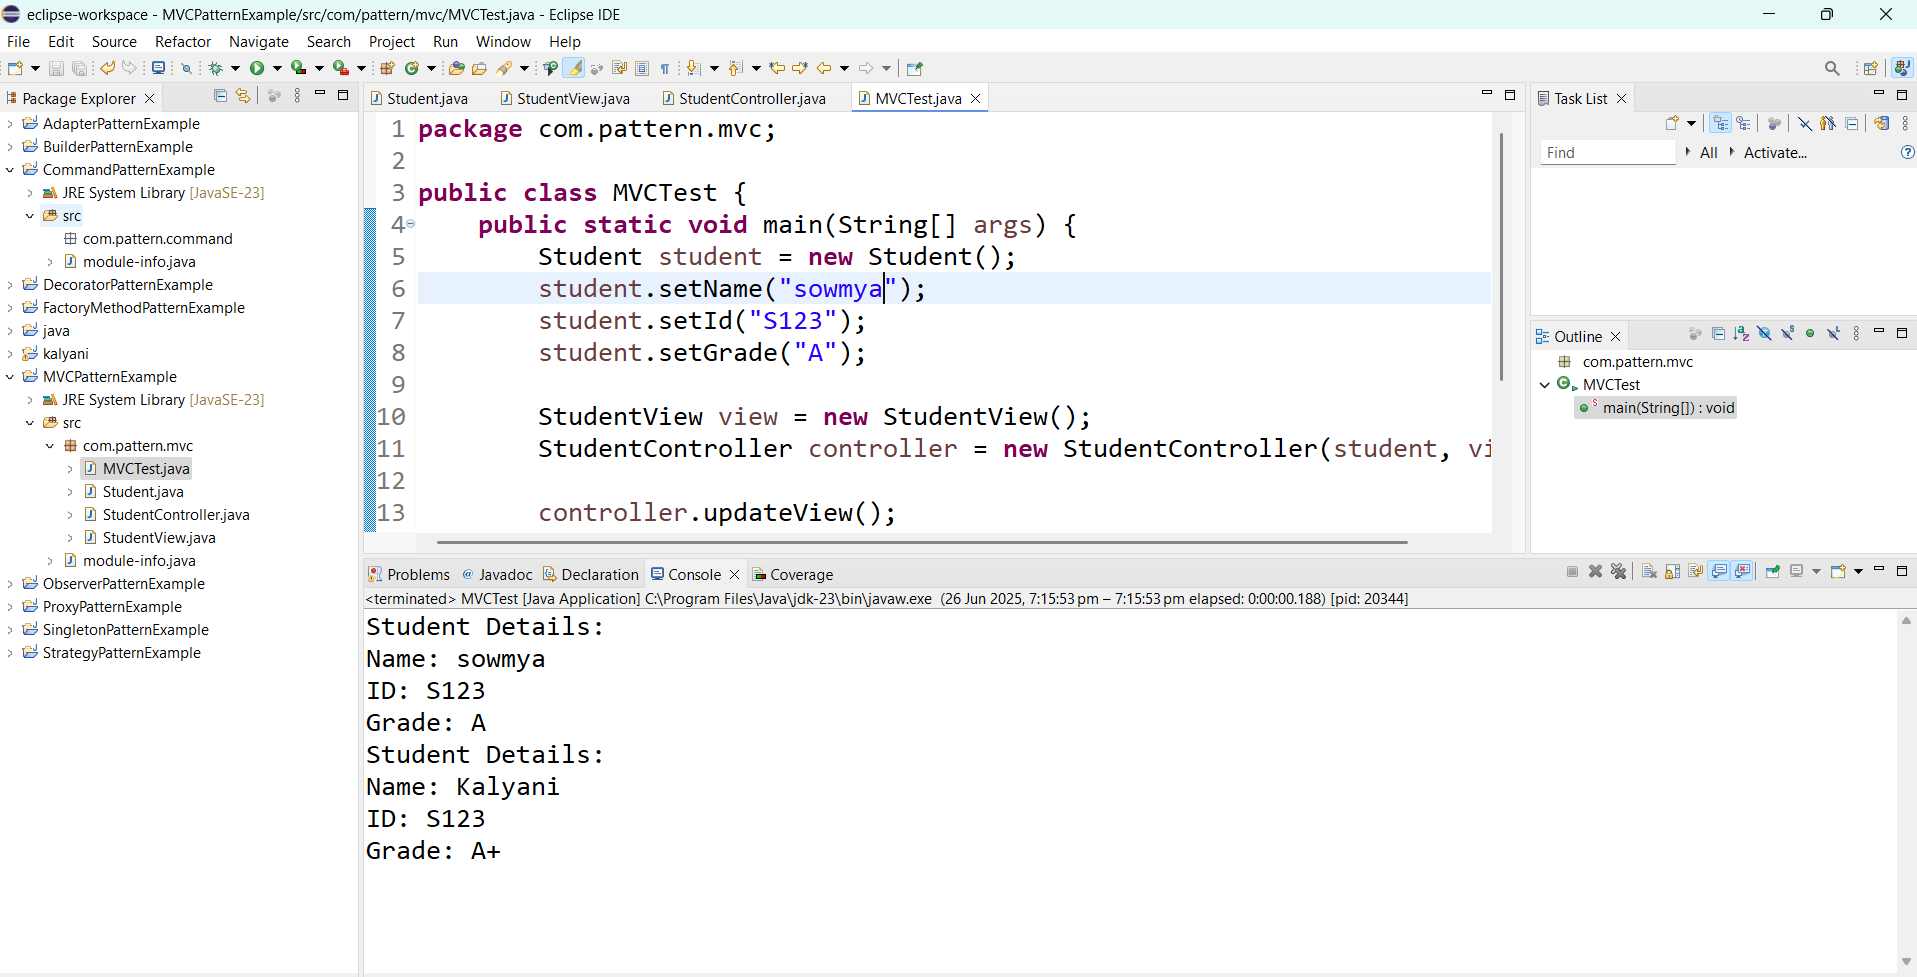 eclipse-workspace - MVCPatternExample/src/com/pattern/mvc/MVCTest.java - Eclipse IDE
File Edit Source Refactor Navigate Search Project Run Window Help
Package Explorer
AdapterPatternExample
BuilderPatternExample
CommandPatternExample
JRE System Library [JavaSE-23]
src
com.pattern.command
module-info.java
DecoratorPatternExample
FactoryMethodPatternExample
java
kalyani
MVCPatternExample
JRE System Library [JavaSE-23]
src
com.pattern.mvc
MVCTest.java
Student.java
StudentController.java
StudentView.java
module-info.java
ObserverPatternExample
ProxyPatternExample
SingletonPatternExample
StrategyPatternExample
Student.java StudentView.java StudentController.java MVCTest.java
1 package com.pattern.mvc;
2
3 public class MVCTest {
4 public static void main(String[] args) {
5 Student student = new Student();
6 student.setName("sowmya");
7 student.setId("S123");
8 student.setGrade("A");
9
10 StudentView view = new StudentView();
11 StudentController controller = new StudentController(student, vi
12
13 controller.updateView();
Problems Javadoc Declaration Console Coverage
<terminated> MVCTest [Java Application] C:\Program Files\Java\jdk-23\bin\javaw.exe (26 Jun 2025, 7:15:53 pm – 7:15:53 pm elapsed: 0:00:00.188) [pid: 20344]
Student Details:
Name: sowmya
ID: S123
Grade: A
Student Details:
Name: Kalyani
ID: S123
Grade: A+
Task List
Find All Activate...
Outline
com.pattern.mvc
MVCTest
main(String[]) : void